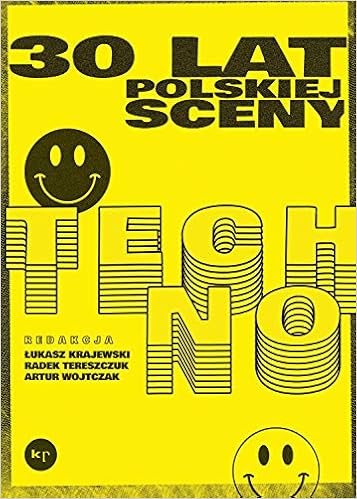 30 LAT
POLSKIEJ
SCENY
TECH
NO
REDAKCJA
ŁUKASZ KRAJEWSKI
RADEK TERESZCZUK
ARTUR WOJTCZAK
kp